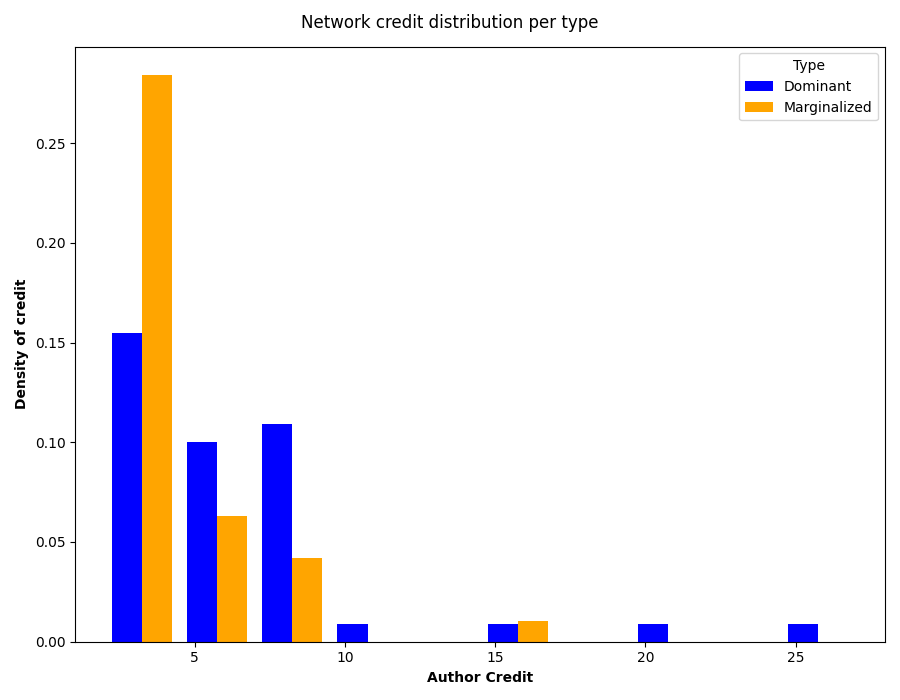 Network credit distribution per type
Type
Dominant
Marginalized
Density of credit
0.25
0.20
0.15
0.10
0.05
0.00
5 10 15 20 25
Author Credit